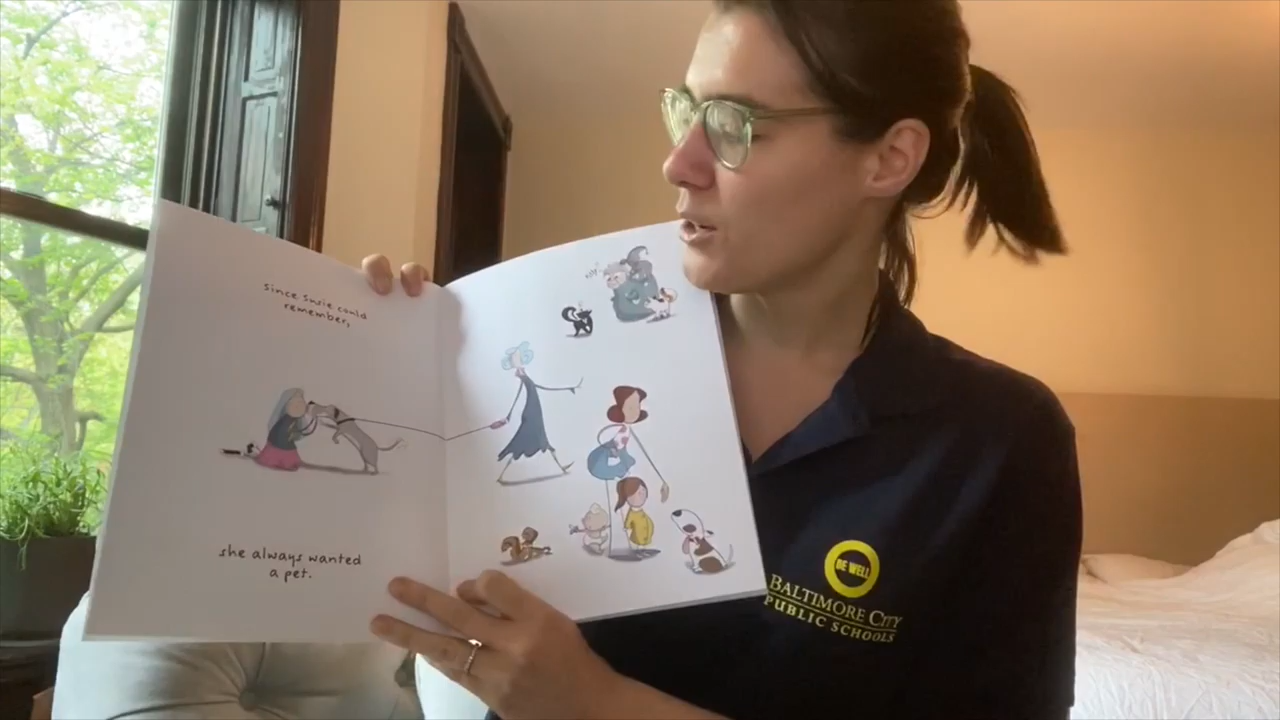 since Susie could
remember,
she always wanted
a pet.
BE WELL
BALTIMORE CITY
PUBLIC SCHOOLS